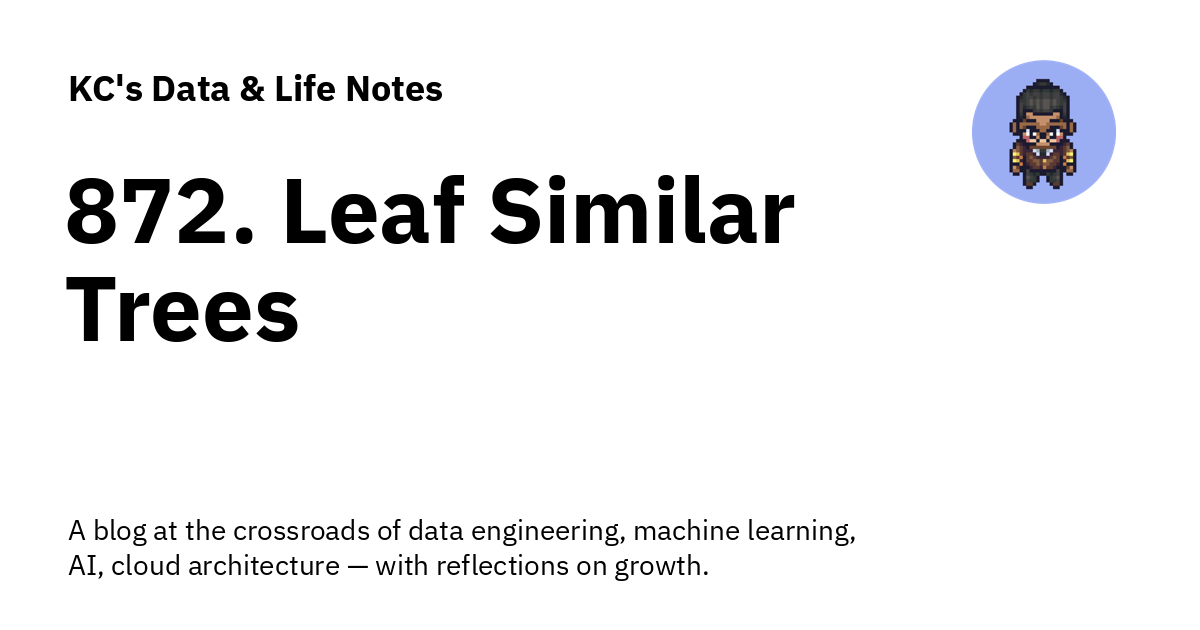 KC's Data & Life Notes
872. Leaf Similar
Trees
A blog at the crossroads of data engineering, machine learning,
AI, cloud architecture — with reflections on growth.